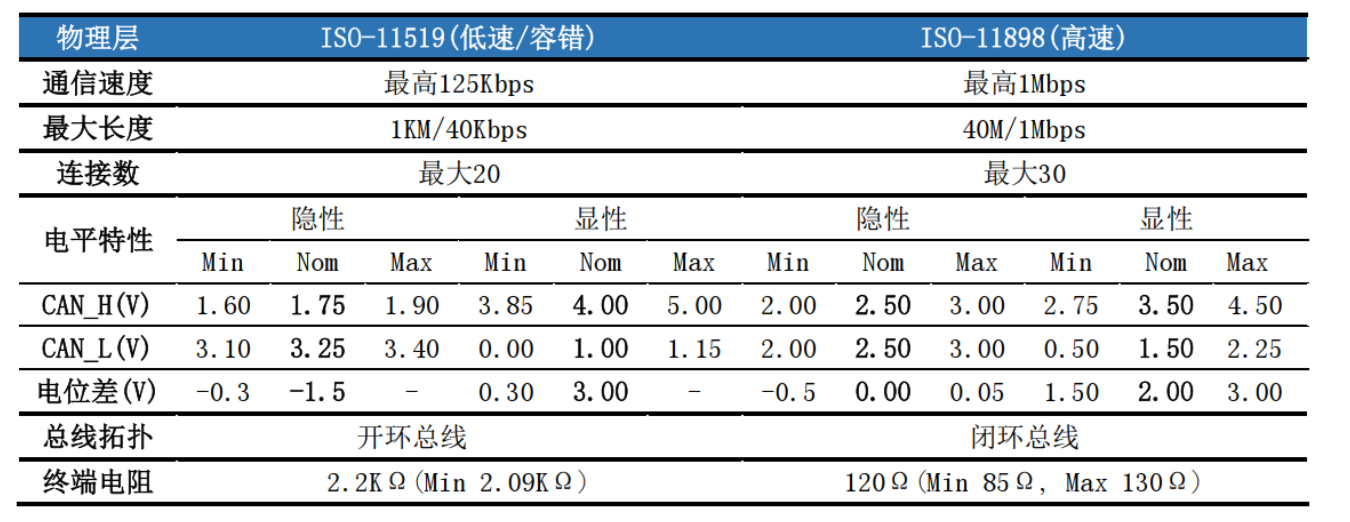 物理层 ISO-11519(低速/容错) ISO-11898(高速)
通信速度 最高125Kbps 最高1Mbps
最大长度 1KM/40Kbps 40M/1Mbps
连接数 最大20 最大30
电平特性 隐性 显性 隐性 显性
Min Nom Max Min Nom Max Min Nom Max Min Nom Max
CAN_H(V) 1.60 1.75 1.90 3.85 4.00 5.00 2.00 2.50 3.00 2.75 3.50 4.50
CAN_L(V) 3.10 3.25 3.40 0.00 1.00 1.15 2.00 2.50 3.00 0.50 1.50 2.25
电位差(V) -0.3 -1.5 - 0.30 3.00 - -0.5 0.00 0.05 1.50 2.00 3.00
总线拓扑 开环总线 闭环总线
终端电阻 2.2KΩ(Min 2.09KΩ) 120Ω(Min 85Ω, Max 130Ω)